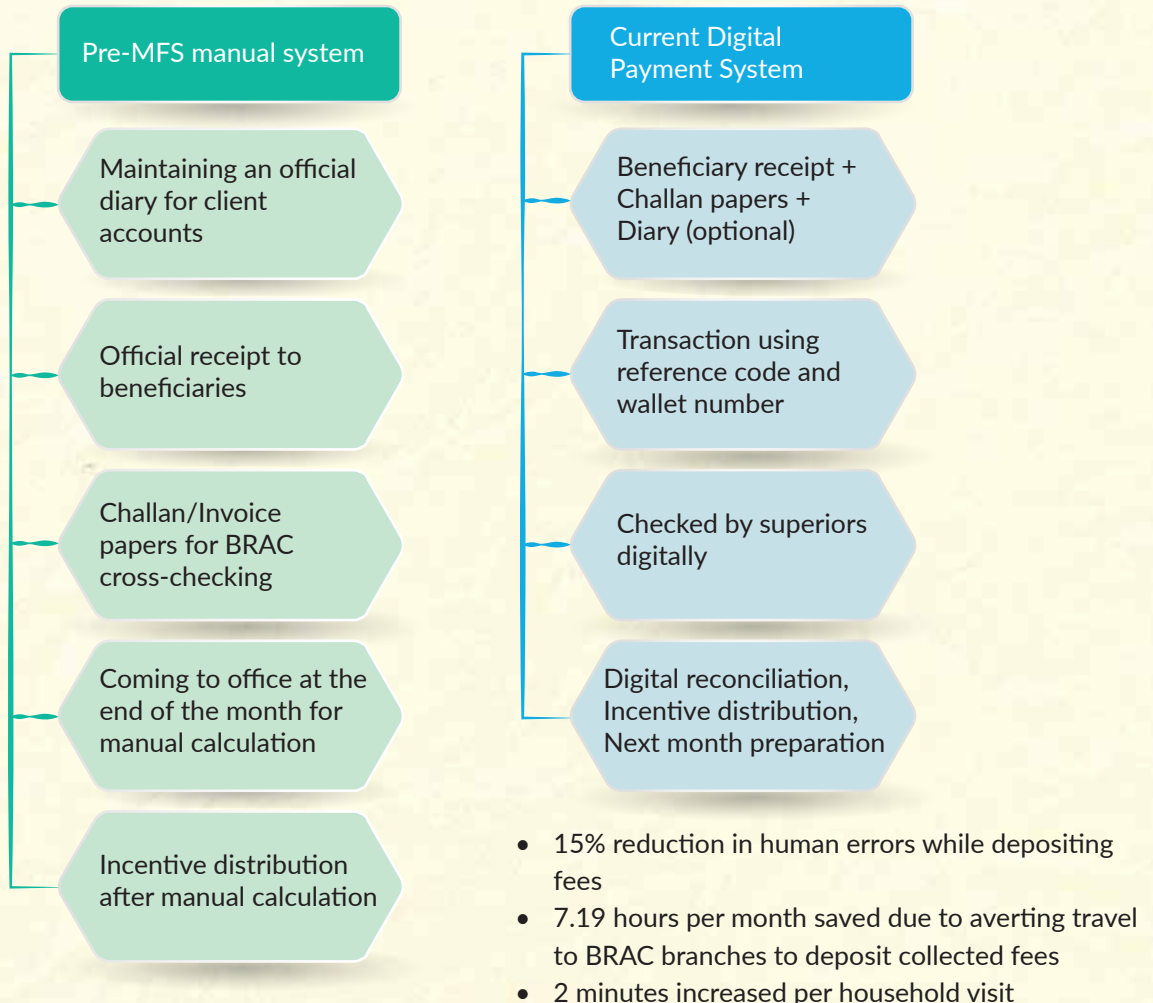 Pre-MFS manual system
Maintaining an official
diary for client
accounts
Official receipt to
beneficiaries
Challan/Invoice
papers for BRAC
cross-checking
Coming to office at the
end of the month for
manual calculation
Incentive distribution
after manual calculation
Current Digital
Payment System
Beneficiary receipt +
Challan papers +
Diary (optional)
Transaction using
reference code and
wallet number
Checked by superiors
digitally
Digital reconciliation,
Incentive distribution,
Next month preparation
• 15% reduction in human errors while depositing
fees
• 7.19 hours per month saved due to averting travel
to BRAC branches to deposit collected fees
• 2 minutes increased per household visit